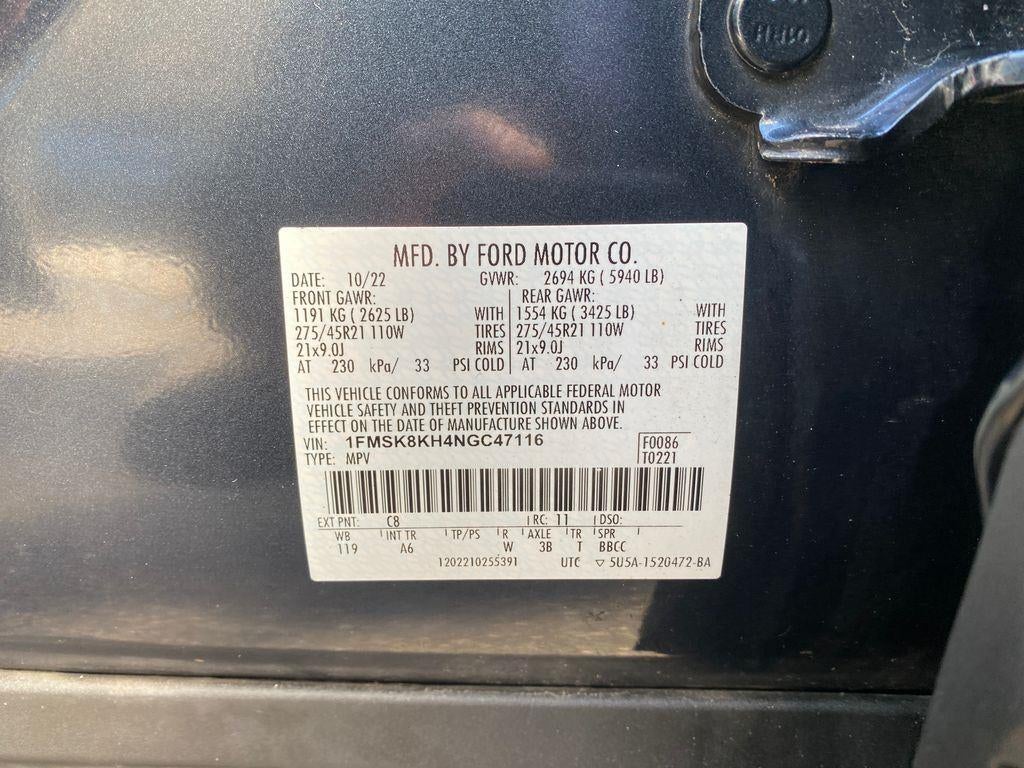 MFD. BY FORD MOTOR CO.
DATE: 10/22 GVWR: 2694 KG ( 5940 LB)
FRONT GAWR: REAR GAWR:
1191 KG ( 2625 LB) WITH 1554 KG ( 3425 LB) WITH
275/45R21 110W TIRES 275/45R21 110W TIRES
21x9.0J RIMS 21x9.0J RIMS
AT 230 kPa/ 33 PSI COLD AT 230 kPa/ 33 PSI COLD
THIS VEHICLE CONFORMS TO ALL APPLICABLE FEDERAL MOTOR
VEHICLE SAFETY AND THEFT PREVENTION STANDARDS IN
EFFECT ON THE DATE OF MANUFACTURE SHOWN ABOVE.
VIN: 1FMSK8KH4NGC47116 F0086
TYPE: MPV T0221
EXT PNT: C8 RC: 11 DSO:
WB INT TR TP/PS R AXLE TR SPR
119 A6 W 3B T BBCC
1202210255391 UTC ▽ 5U5A-1520472-BA